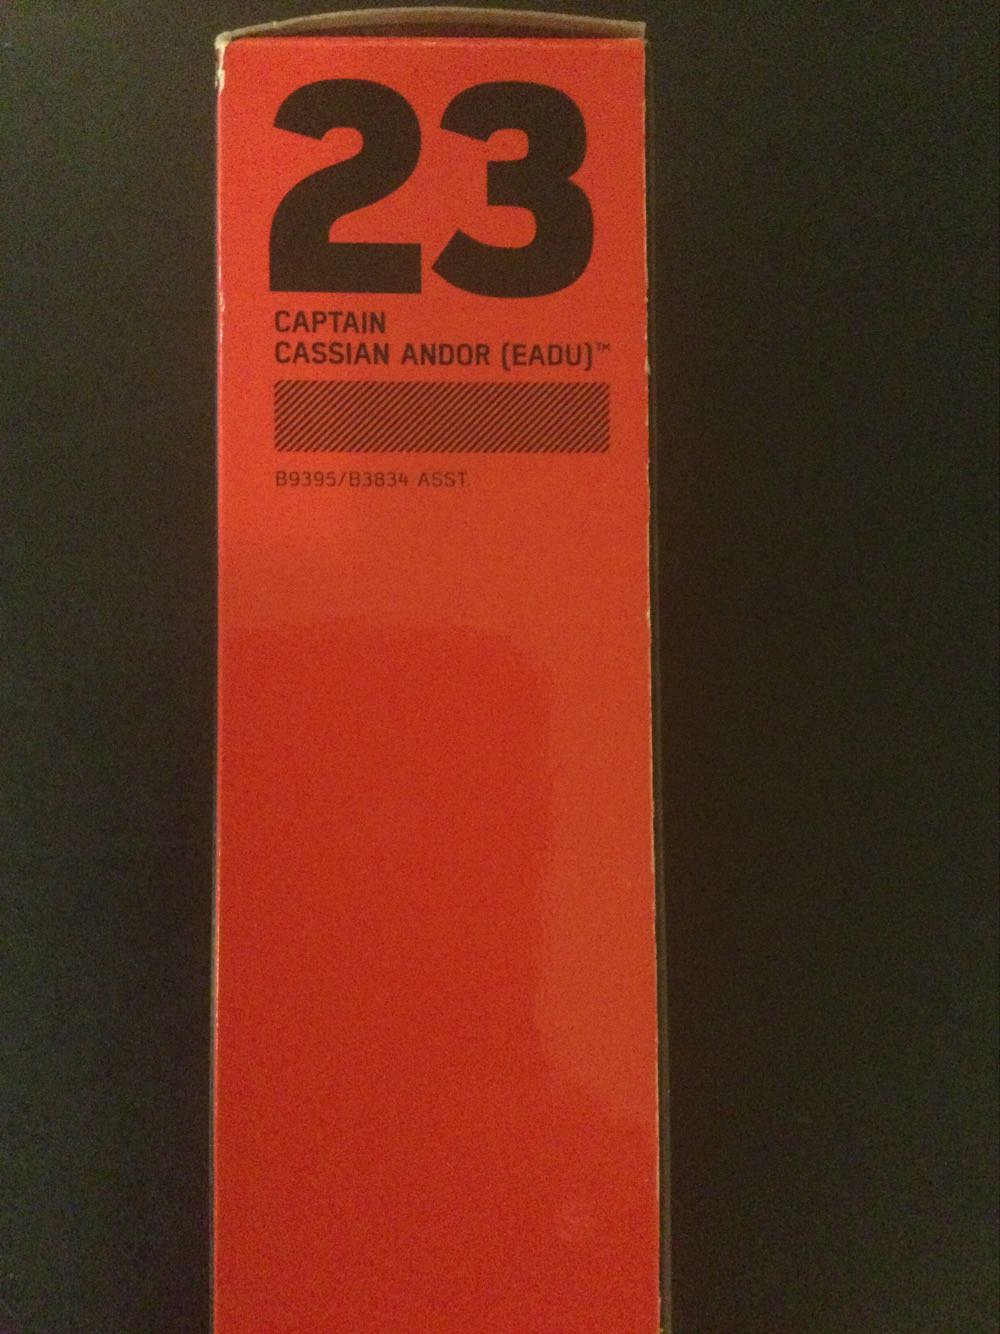 23
CAPTAIN
CASSIAN ANDOR (EADU)™
B9395/B3834 ASST.